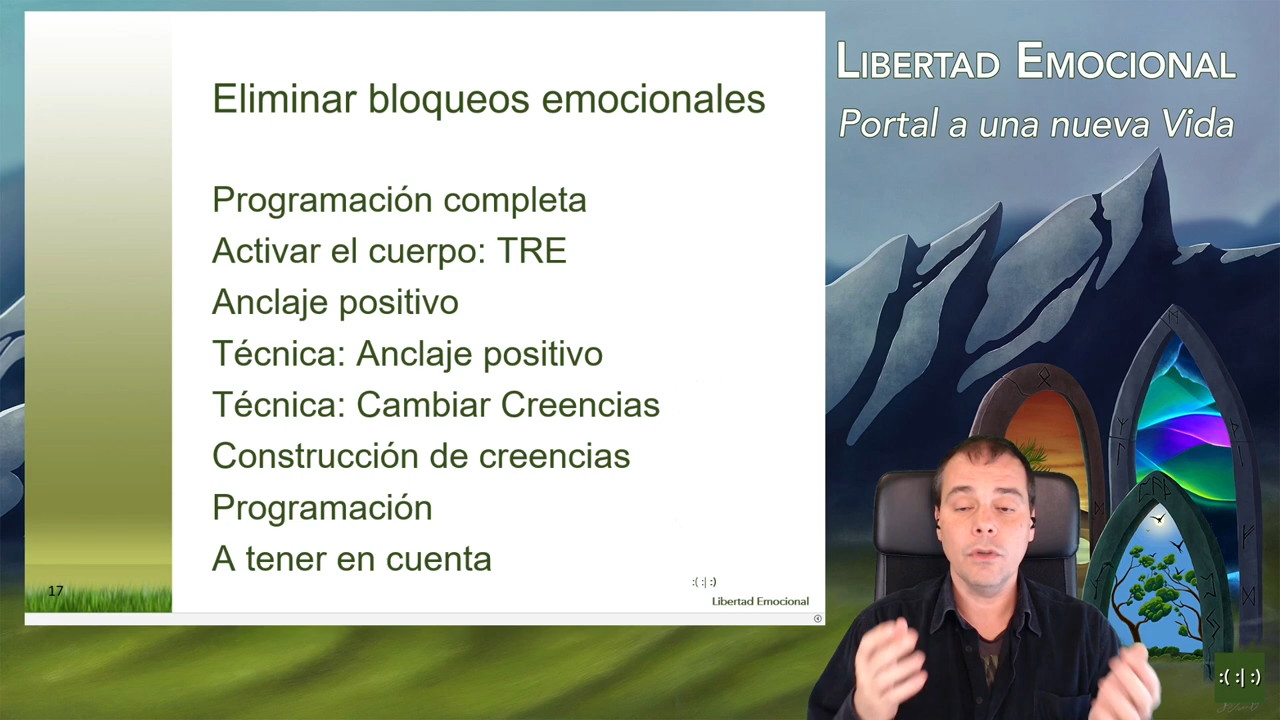 Eliminar bloqueos emocionales
Programación completa
Activar el cuerpo: TRE
Anclaje positivo
Técnica: Anclaje positivo
Técnica: Cambiar Creencias
Construcción de creencias
Programación
A tener en cuenta
17
:( :| :)
Libertad Emocional
LIBERTAD EMOCIONAL
Portal a una nueva Vida
:( :| :)